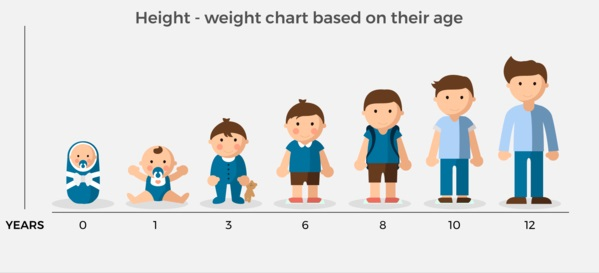 Height - weight chart based on their age
YEARS 0 1 3 6 8 10 12